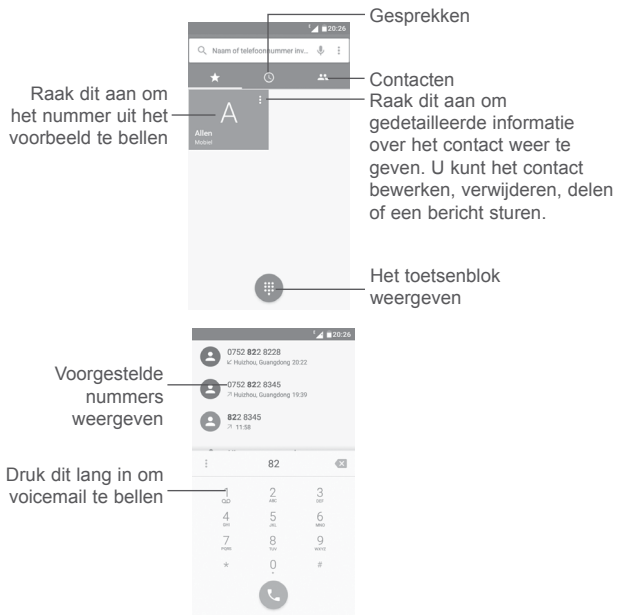 Gesprekken
20:26
Naam of telefoonnummer inv...
Contacten
Raak dit aan om
het nummer uit het
voorbeeld te bellen
A
Allen
Mobiel
Raak dit aan om
gedetailleerde informatie
over het contact weer te
geven. U kunt het contact
bewerken, verwijderen, delen
of een bericht sturen.
Het toetsenblok
weergeven
20:26
0752 822 8228
Huizhou, Guangdong 20:22
Voorgestelde
nummers
weergeven
0752 822 8345
Huizhou, Guangdong 19:39
822 8345
11:58
82
Druk dit lang in om
voicemail te bellen
1 2 3
ABC DEF
4 5 6
GHI JKL MNO
7 8 9
PQRS TUV WXYZ
* 0 #
+